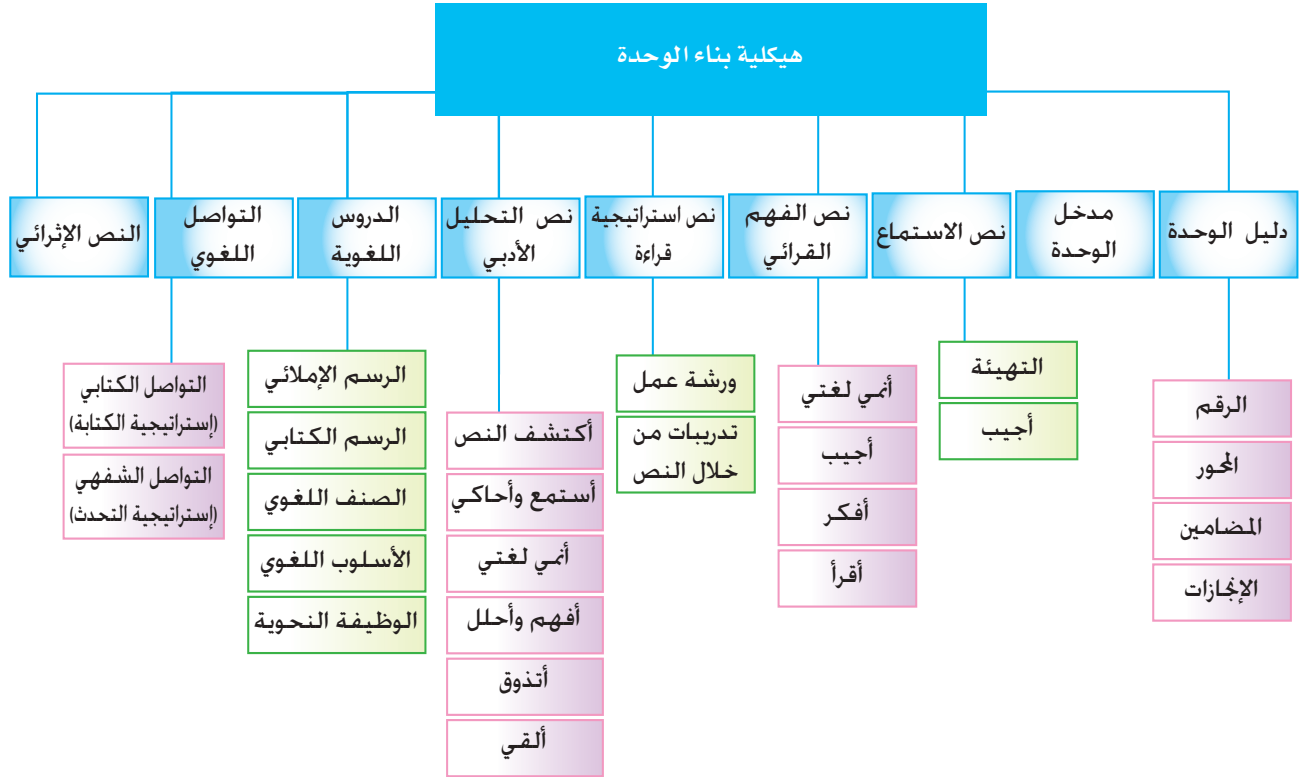 هيكلية بناء الوحدة
دليل الوحدة
مدخل
الوحدة
نص الاستماع
نص الفهم
القرائي
نص استراتيجية
قراءة
نص التحليل
الأدبي
الدروس
اللغوية
التواصل
اللغوي
النص الإثرائي
الرقم
المحور
المضامين
الإنجازات
التهيئة
أجيب
أنمي لغتي
أجيب
أفكر
أقرأ
ورشة عمل
تدريبات من
خلال النص
أكتشف النص
أستمع وأحاكي
أنمي لغتي
أفهم وأحلل
أتذوق
ألقي
الرسم الإملائي
الرسم الكتابي
الصنف اللغوي
الأسلوب اللغوي
الوظيفة النحوية
التواصل الكتابي
(إستراتيجية الكتابة)
التواصل الشفهي
(إستراتيجية التحدث)